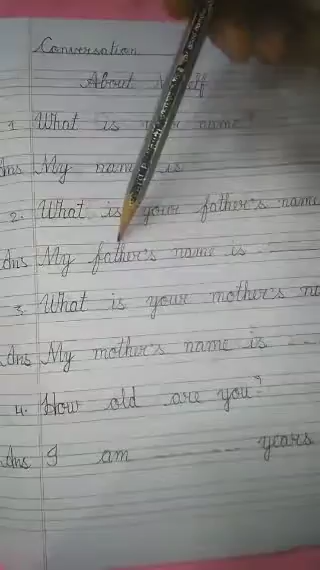 Conversation
About
1. What is your name?
Ans My name is
2. What is your father's name
Ans My father's name is
3. What is your mother's
Ans My mother's name is ---
4. How old are you?
Ans I am ------ years